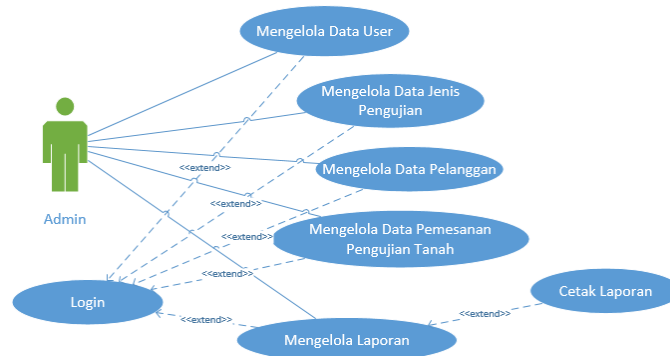 Mengelola Data User
Mengelola Data Jenis
Pengujian
<<extend>>
Mengelola Data Pelanggan
Admin
<<extend>>
Mengelola Data Pemesanan
Pengujian Tanah
<<extend>>
<<extend>>
Login
Cetak Laporan
<<extend>>
<<extend>>
Mengelola Laporan